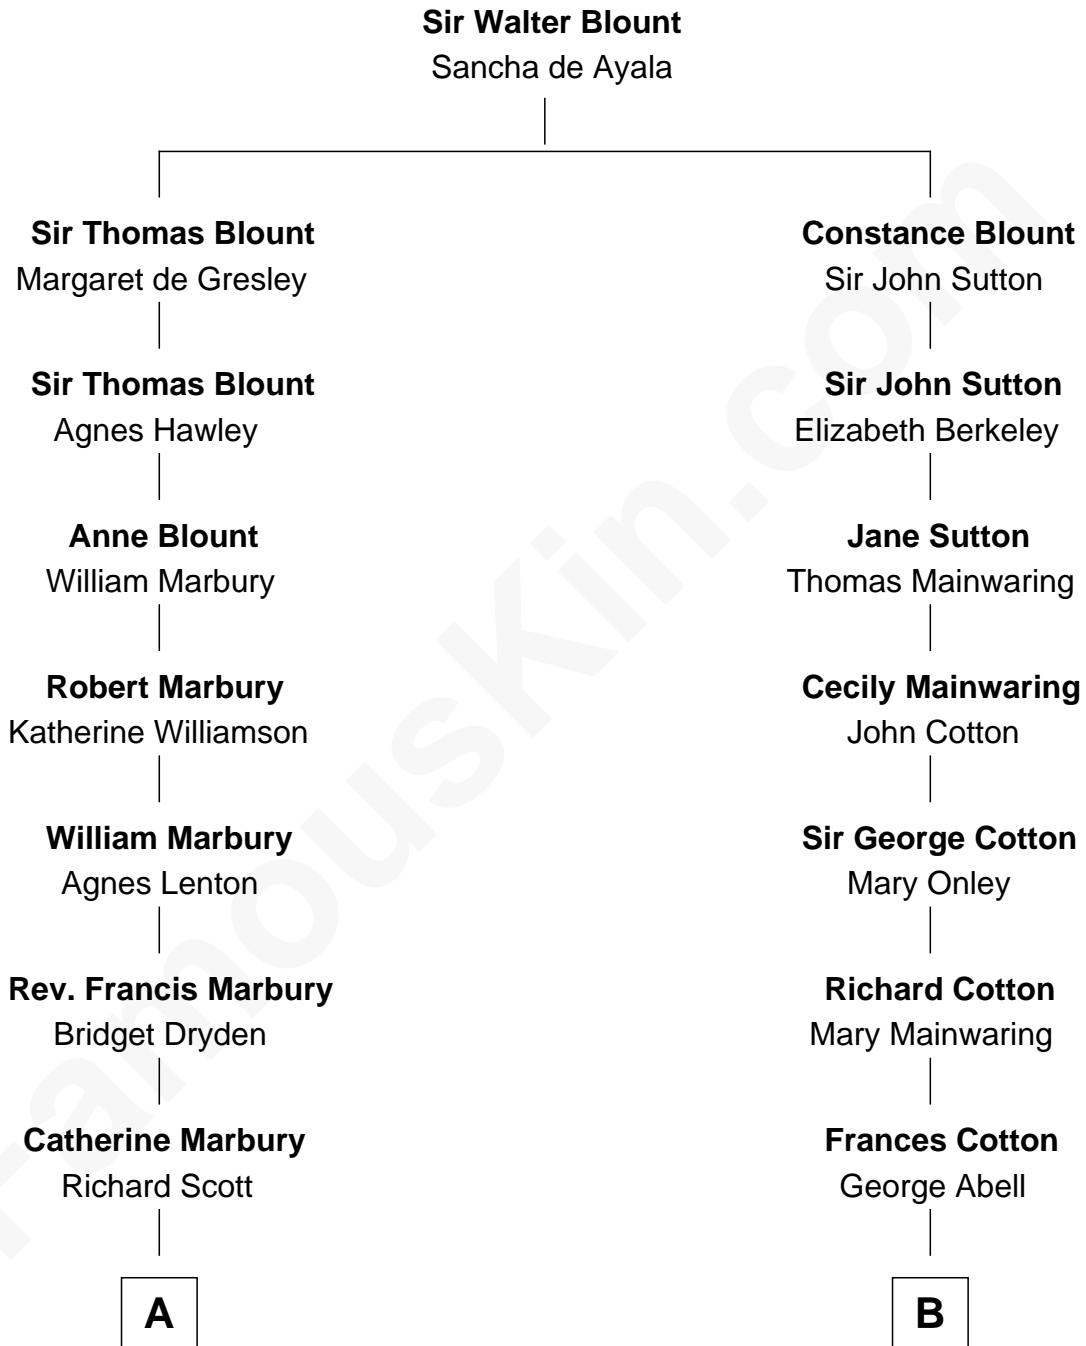 Sir Walter Blount
Sancha de Ayala
Sir Thomas Blount
Margaret de Gresley
Constance Blount
Sir John Sutton
Sir Thomas Blount
Agnes Hawley
Sir John Sutton
Elizabeth Berkeley
Anne Blount
William Marbury
Jane Sutton
Thomas Mainwaring
Robert Marbury
Katherine Williamson
Cecily Mainwaring
John Cotton
William Marbury
Agnes Lenton
Sir George Cotton
Mary Onley
Rev. Francis Marbury
Bridget Dryden
Richard Cotton
Mary Mainwaring
Catherine Marbury
Richard Scott
Frances Cotton
George Abell
A
B
FamousKin.com